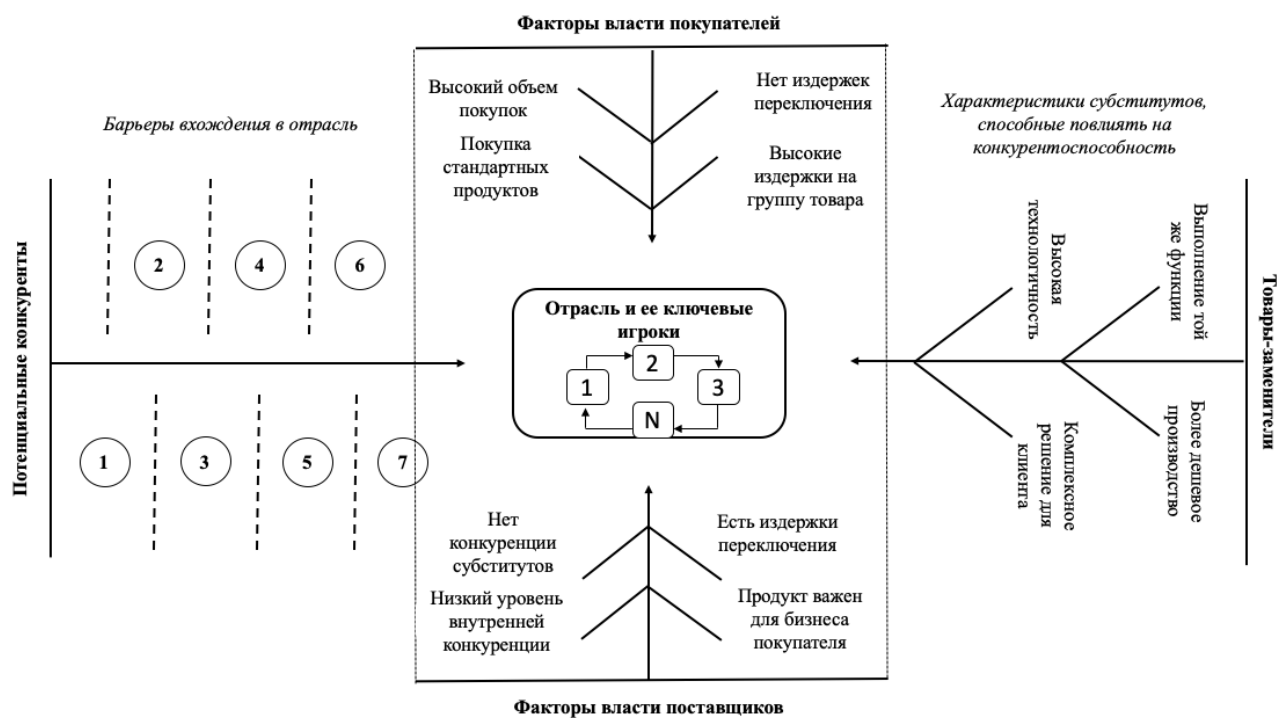 Факторы власти покупателей
Высокий объем
покупок
Нет издержек
переключения
Покупка
стандартных
продуктов
Высокие
издержки на
группу товара
Барьеры вхождения в отрасль
Потенциальные конкуренты
2
4
6
1
3
5
7
Отрасль и ее ключевые
игроки
1
2
3
N
Характеристики субститутов,
способные повлиять на
конкурентоспособность
Высокая
технологичность
Выполнение той
же функции
Комплексное
решение для
клиента
Более дешевое
производство
Товары-заменители
Нет
конкуренции
субститутов
Есть издержки
переключения
Низкий уровень
внутренней
конкуренции
Продукт важен
для бизнеса
покупателя
Факторы власти поставщиков